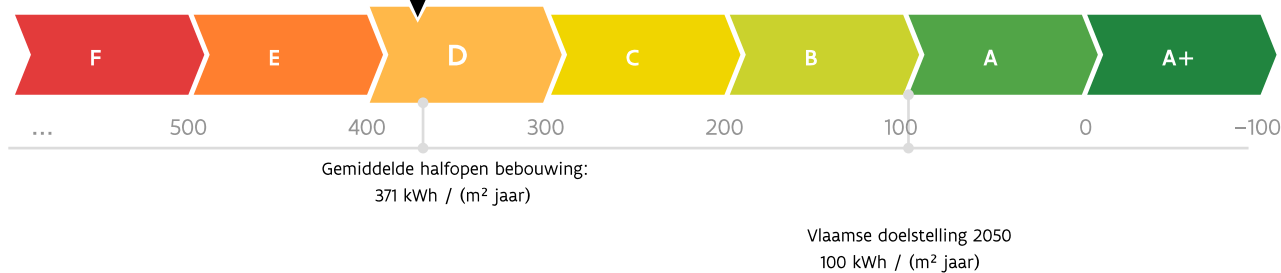 F E D C B A A+
... 500 400 300 200 100 0 −100
Gemiddelde halfopen bebouwing:
371 kWh / (m² jaar)
Vlaamse doelstelling 2050
100 kWh / (m² jaar)